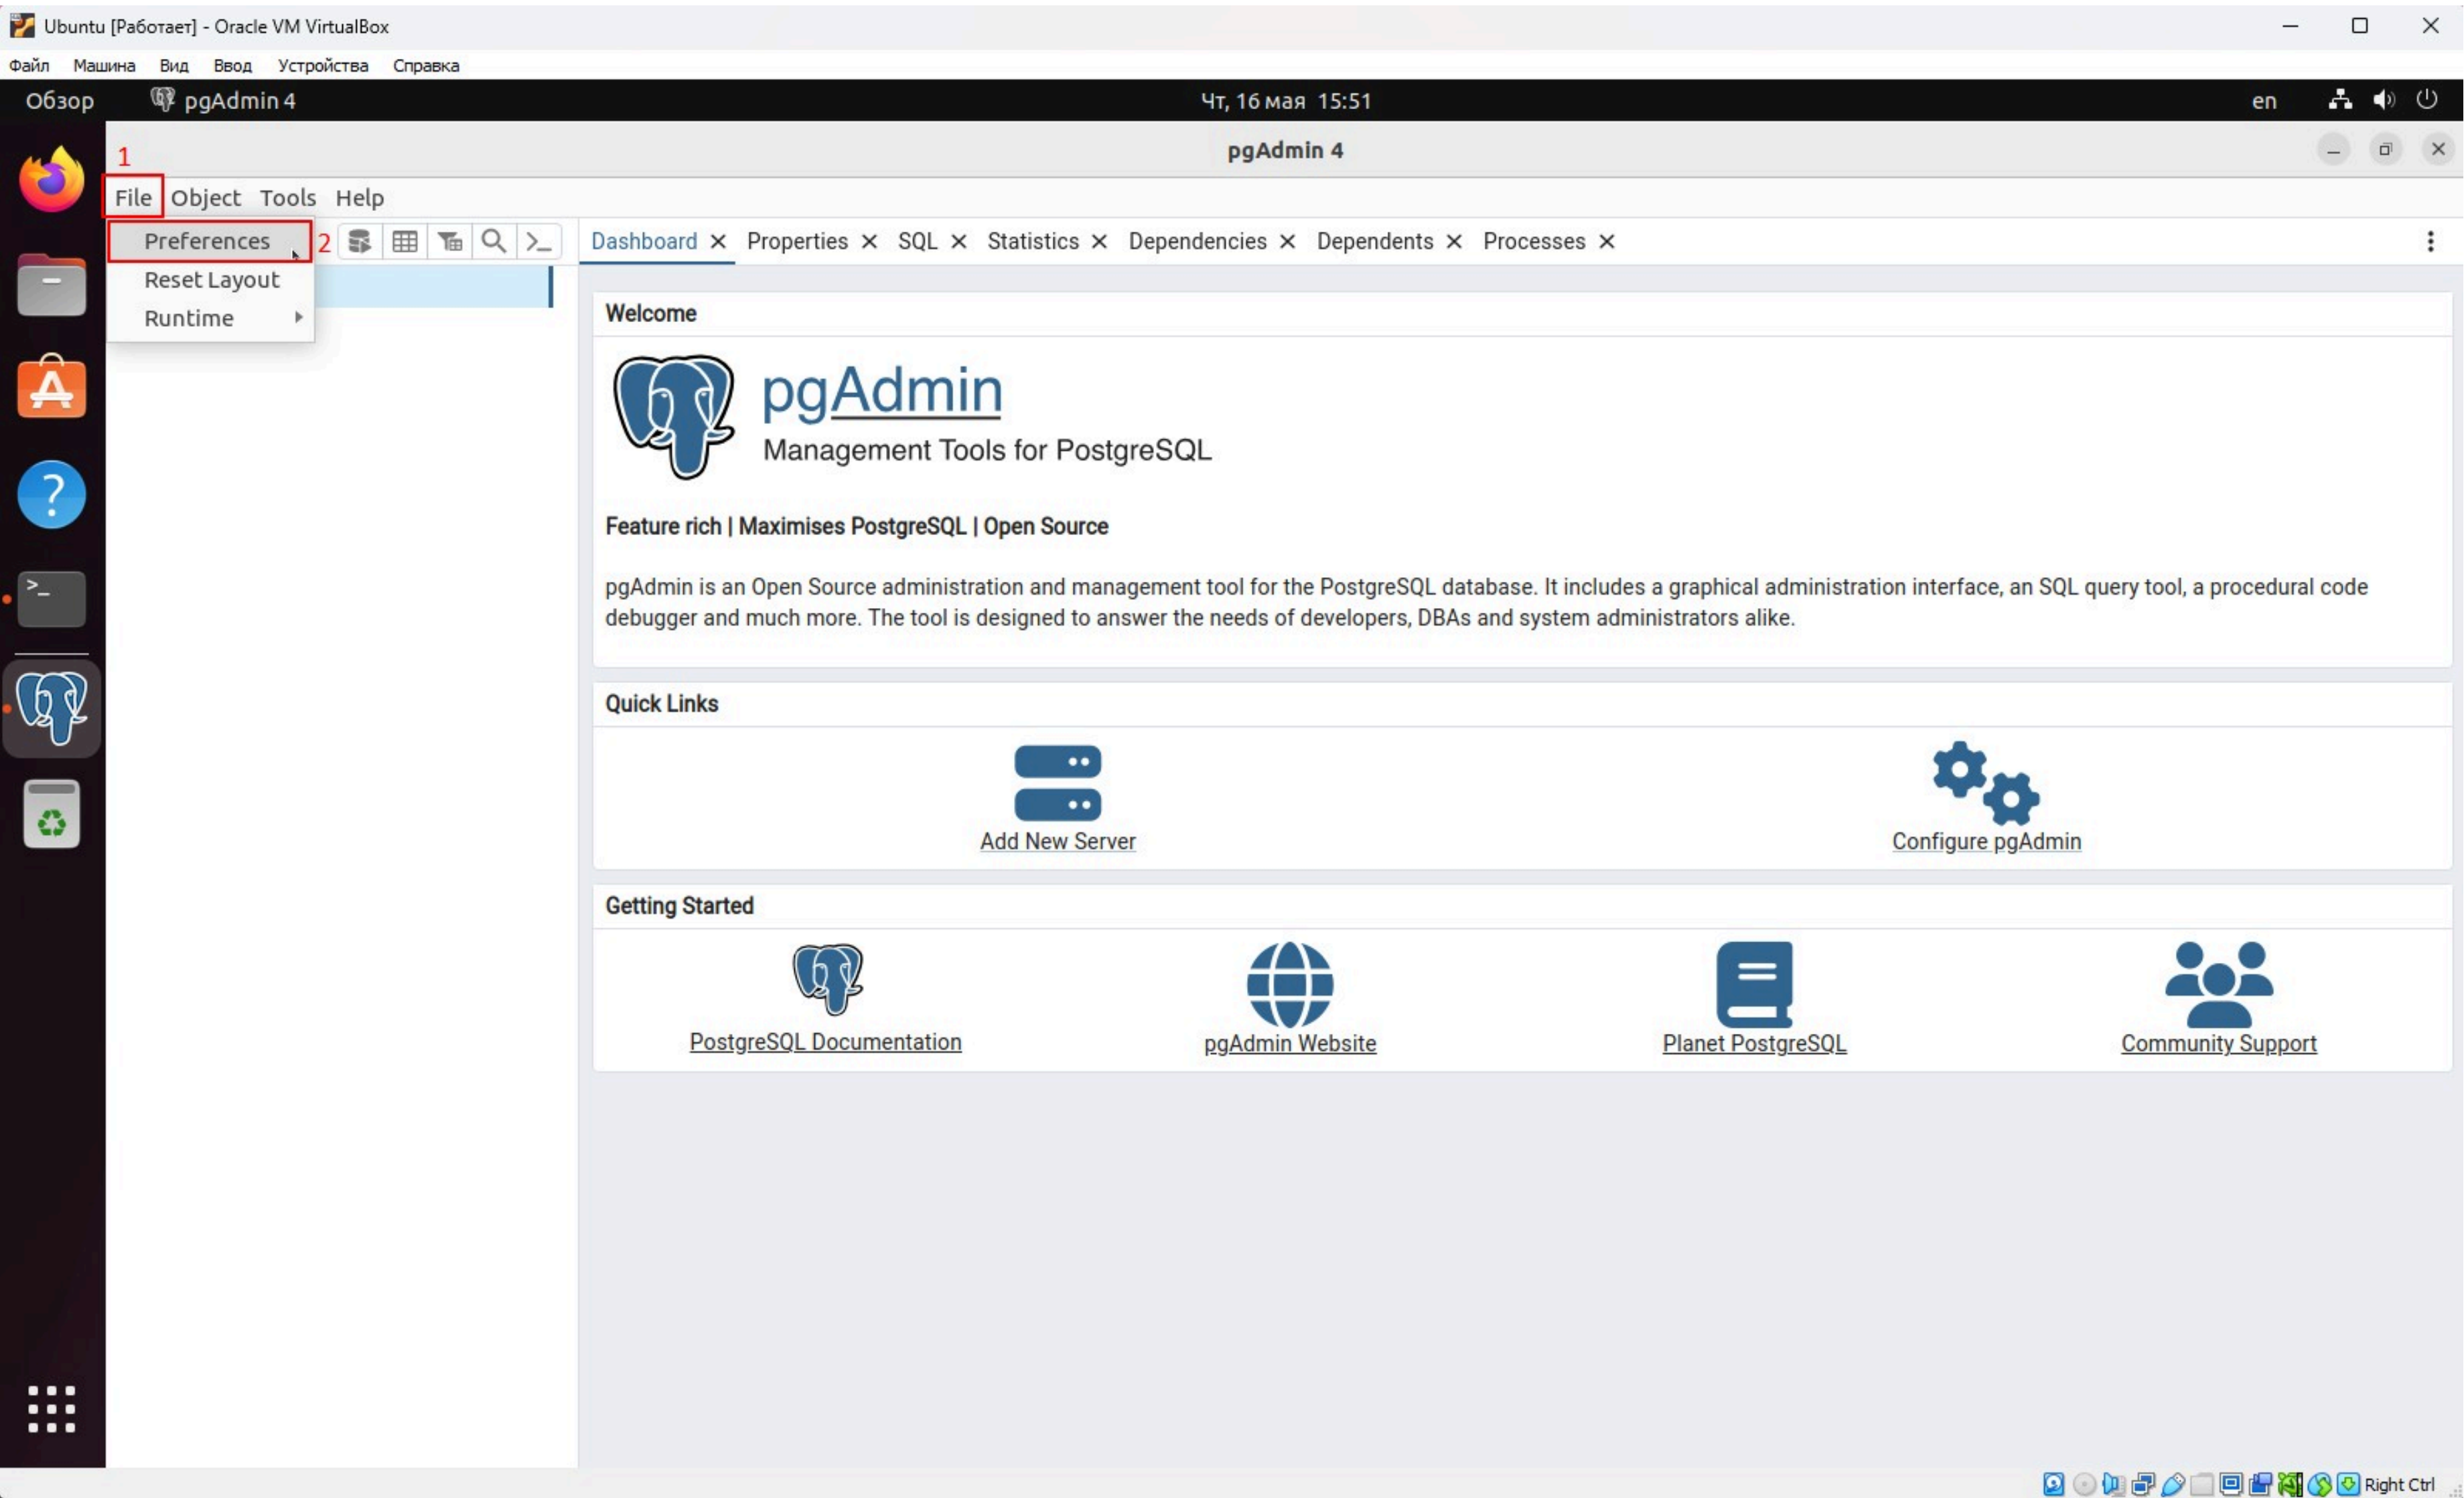 Ubuntu [Работает] - Oracle VM VirtualBox
Файл Машина Вид Ввод Устройства Справка
Обзор pgAdmin 4 Чт, 16 мая 15:51 en
1 pgAdmin 4
File Object Tools Help
Preferences 2 Dashboard Properties SQL Statistics Dependencies Dependents Processes
Reset Layout
Runtime
Welcome
pgAdmin
Management Tools for PostgreSQL
Feature rich | Maximises PostgreSQL | Open Source
pgAdmin is an Open Source administration and management tool for the PostgreSQL database. It includes a graphical administration interface, an SQL query tool, a procedural code
debugger and much more. The tool is designed to answer the needs of developers, DBAs and system administrators alike.
Quick Links
Add New Server Configure pgAdmin
Getting Started
PostgreSQL Documentation pgAdmin Website Planet PostgreSQL Community Support
Right Ctrl